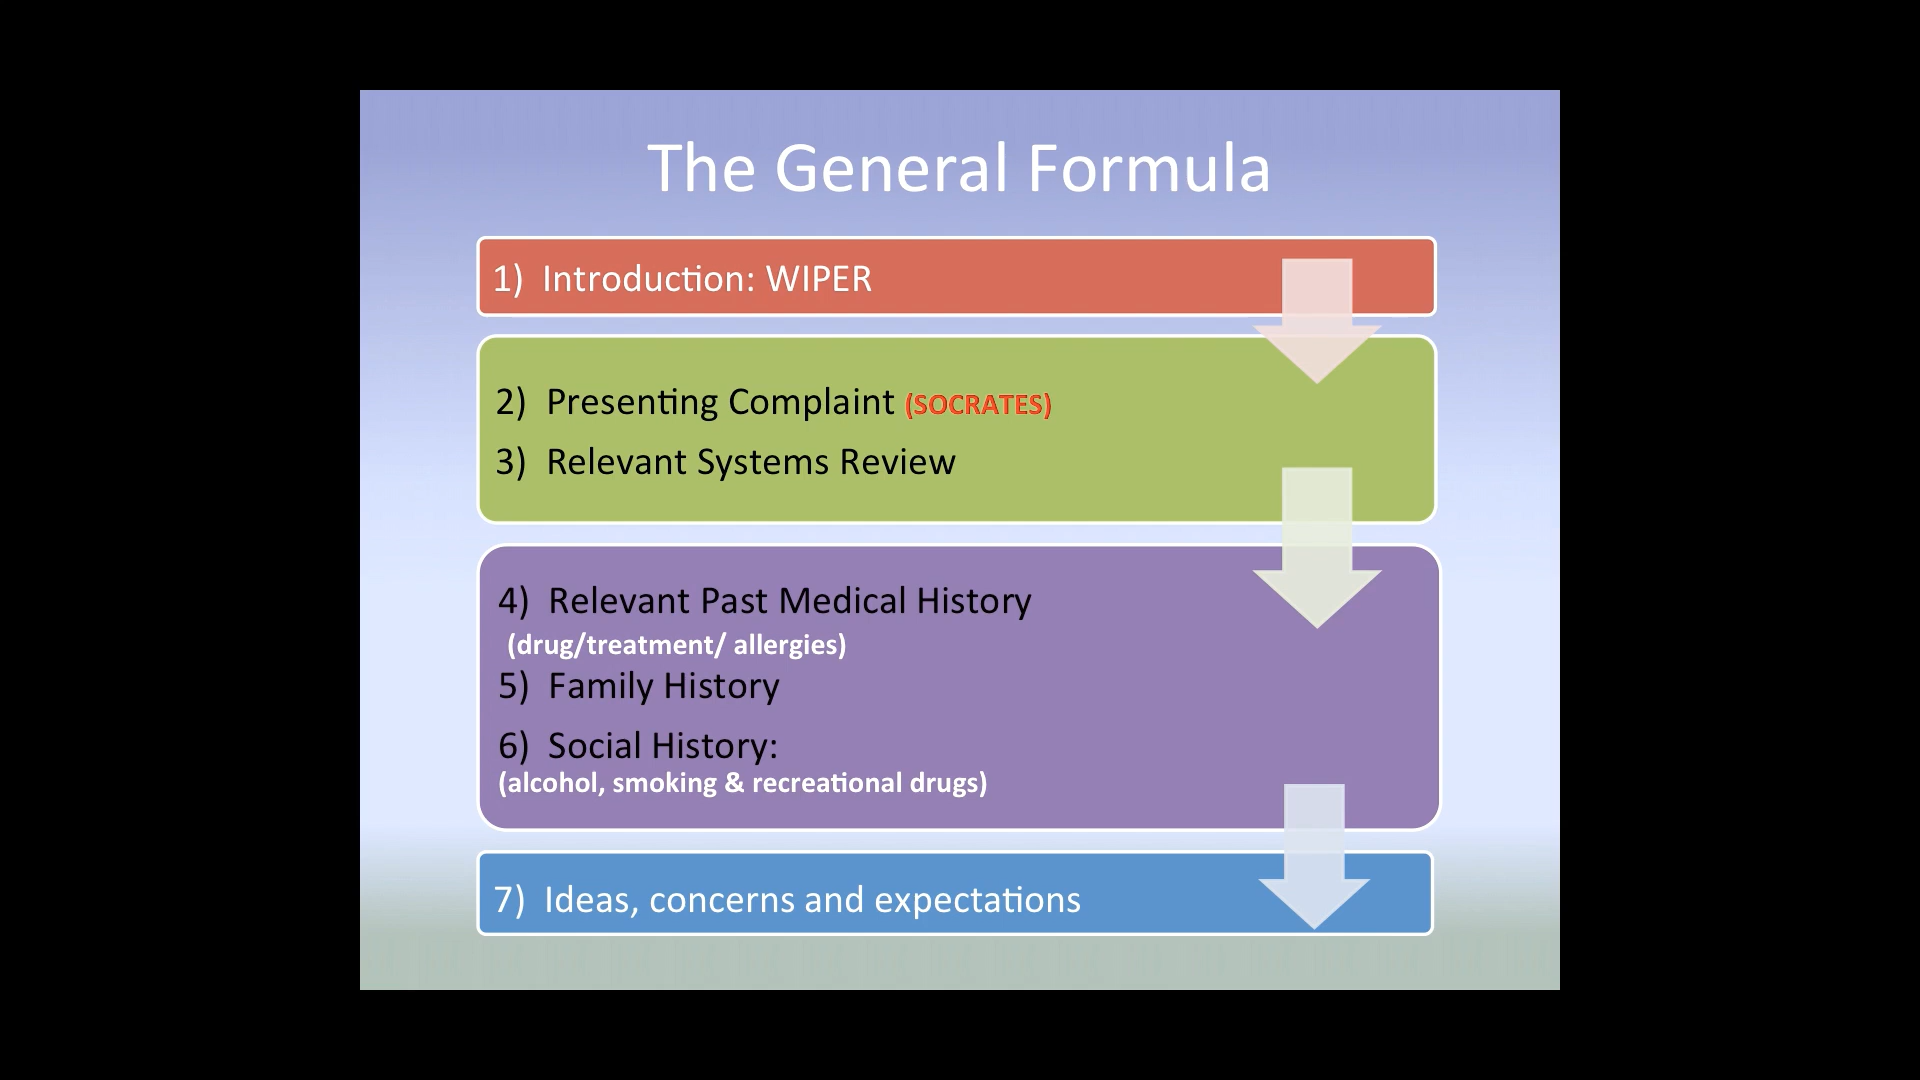 The General Formula
1) Introduction: WIPER
2) Presenting Complaint (SOCRATES)
3) Relevant Systems Review
4) Relevant Past Medical History
(drug/treatment/ allergies)
5) Family History
6) Social History:
(alcohol, smoking & recreational drugs)
7) Ideas, concerns and expectations